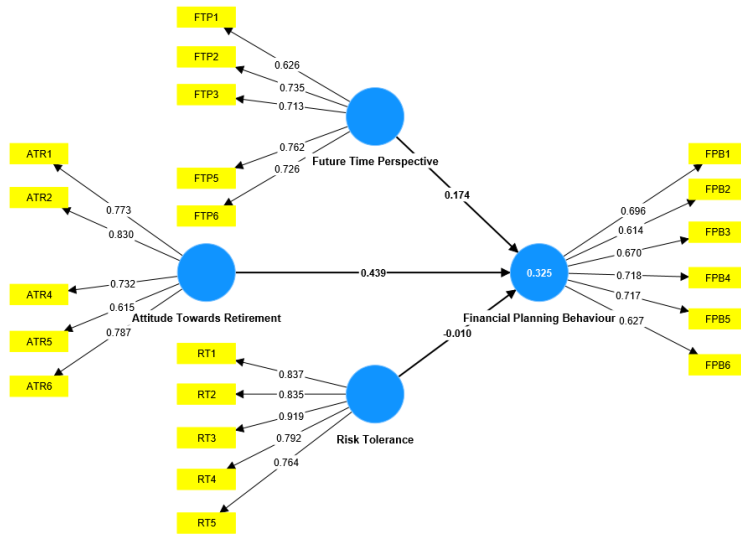 FTP1
FTP2
FTP3
FTP5
FTP6
0.626
0.735
0.713
0.762
0.726
Future Time Perspective
0.174
ATR1
ATR2
ATR4
ATR5
ATR6
0.773
0.830
0.732
0.615
0.787
Attitude Towards Retirement
0.439
RT1
RT2
RT3
RT4
RT5
0.837
0.835
0.919
0.792
0.764
Risk Tolerance
-0.010
0.325
Financial Planning Behaviour
0.696
0.614
0.670
0.718
0.717
0.627
FPB1
FPB2
FPB3
FPB4
FPB5
FPB6